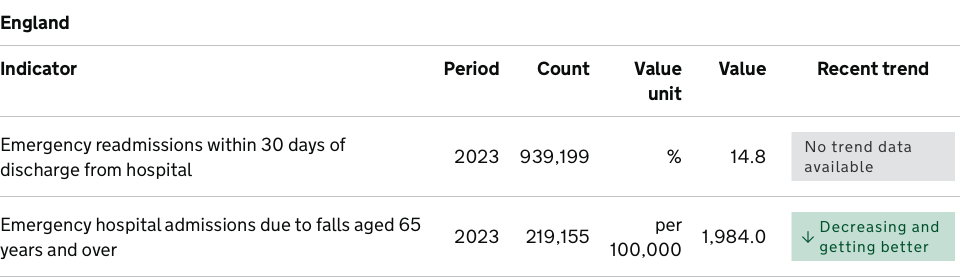 England
Indicator Period Count Value unit Value Recent trend
Emergency readmissions within 30 days of
discharge from hospital 2023 939,199 % 14.8 No trend data
available
Emergency hospital admissions due to falls aged 65
years and over 2023 219,155 per
100,000 1,984.0 ↓ Decreasing and
getting better